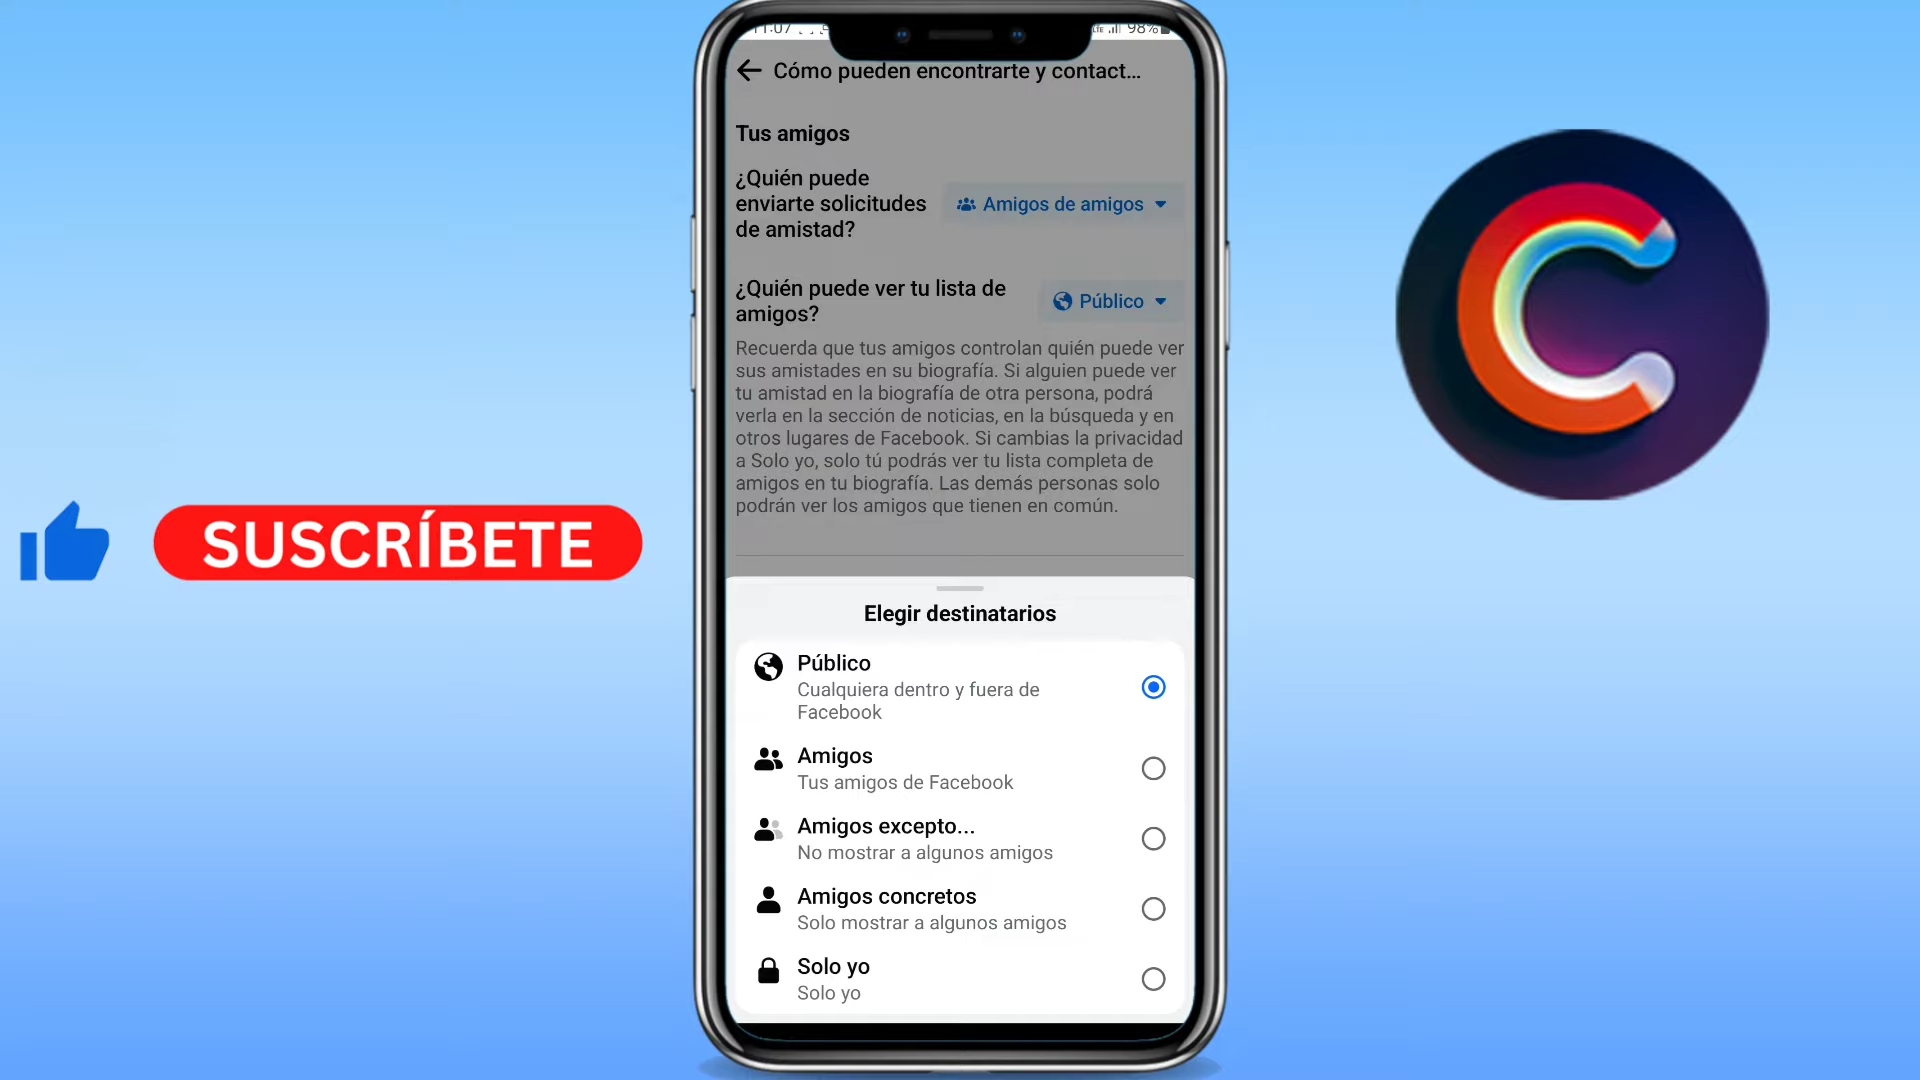 11:07
LTE 98%
Cómo pueden encontrarte y contact...
Tus amigos
¿Quién puede
enviarte solicitudes
de amistad?
Amigos de amigos
¿Quién puede ver tu lista de
amigos?
Público
Recuerda que tus amigos controlan quién puede ver
sus amistades en su biografía. Si alguien puede ver
tu amistad en la biografía de otra persona, podrá
verla en la sección de noticias, en la búsqueda y en
otros lugares de Facebook. Si cambias la privacidad
a Solo yo, solo tú podrás ver tu lista completa de
amigos en tu biografía. Las demás personas solo
podrán ver los amigos que tienen en común.
SUSCRÍBETE
Elegir destinatarios
Público
Cualquiera dentro y fuera de
Facebook
Amigos
Tus amigos de Facebook
Amigos excepto...
No mostrar a algunos amigos
Amigos concretos
Solo mostrar a algunos amigos
Solo yo
Solo yo
C